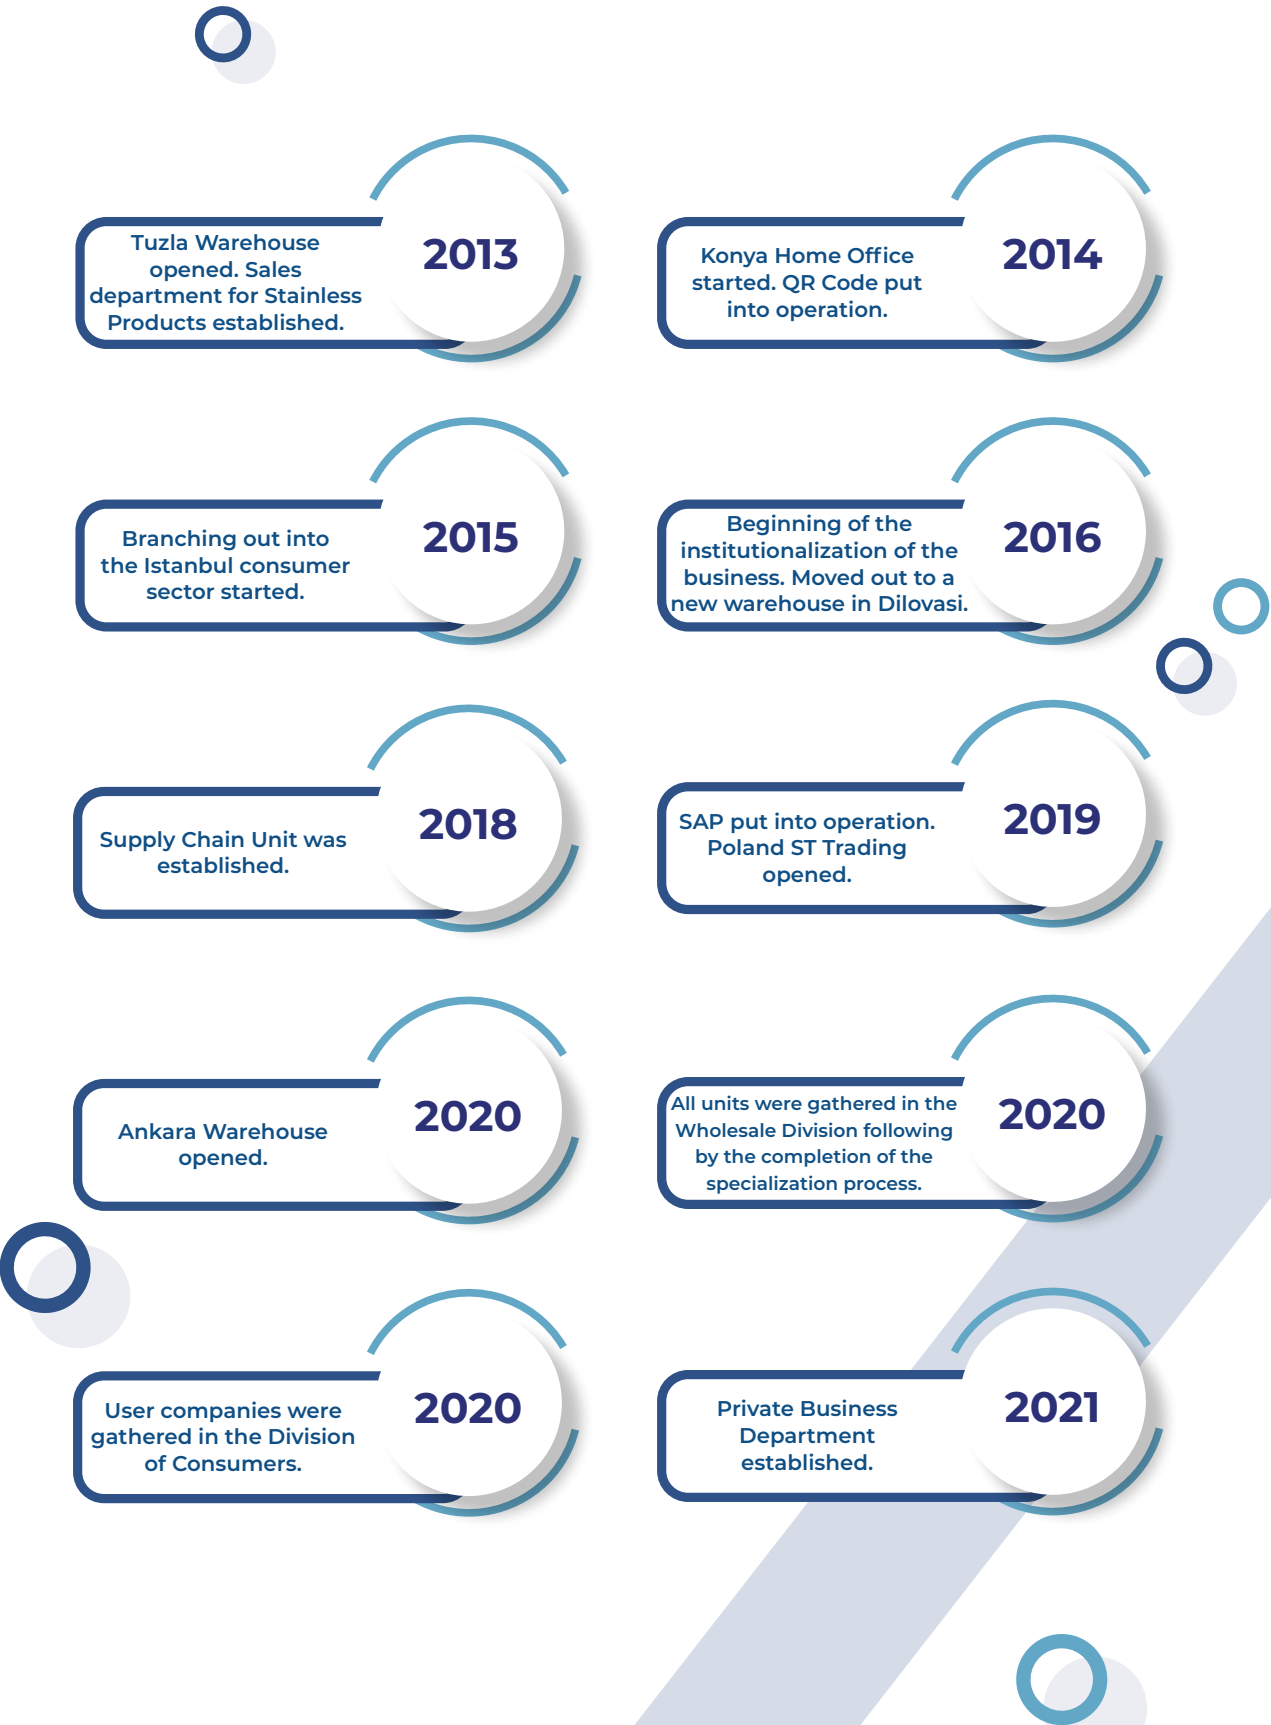 Tuzla Warehouse
opened. Sales
department for Stainless
Products established.
2013
Konya Home Office
started. QR Code put
into operation.
2014
Branching out into
the Istanbul consumer
sector started.
2015
Beginning of the
institutionalization of the
business. Moved out to a
new warehouse in Dilovasi.
2016
Supply Chain Unit was
established.
2018
SAP put into operation.
Poland ST Trading
opened.
2019
Ankara Warehouse
opened.
2020
All units were gathered in the
Wholesale Division following
by the completion of the
specialization process.
2020
User companies were
gathered in the Division
of Consumers.
2020
Private Business
Department
established.
2021